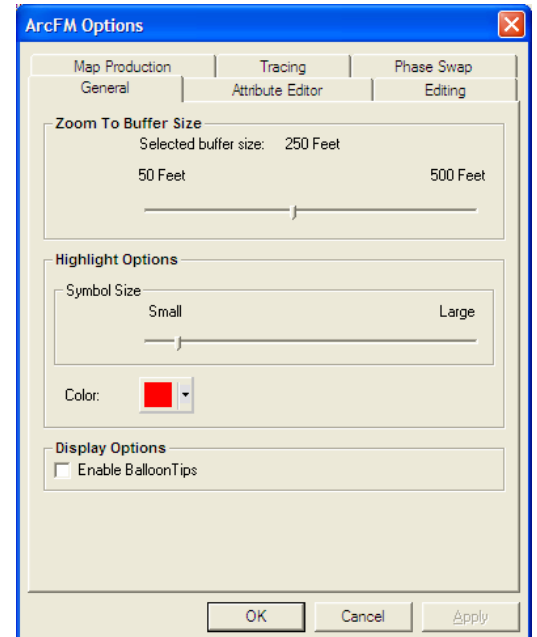 ArcFM Options
Map Production Tracing Phase Swap
General Attribute Editor Editing
Zoom To Buffer Size
Selected buffer size: 250 Feet
50 Feet 500 Feet
Highlight Options
Symbol Size
Small Large
Color:
Display Options
Enable BalloonTips
OK Cancel Apply